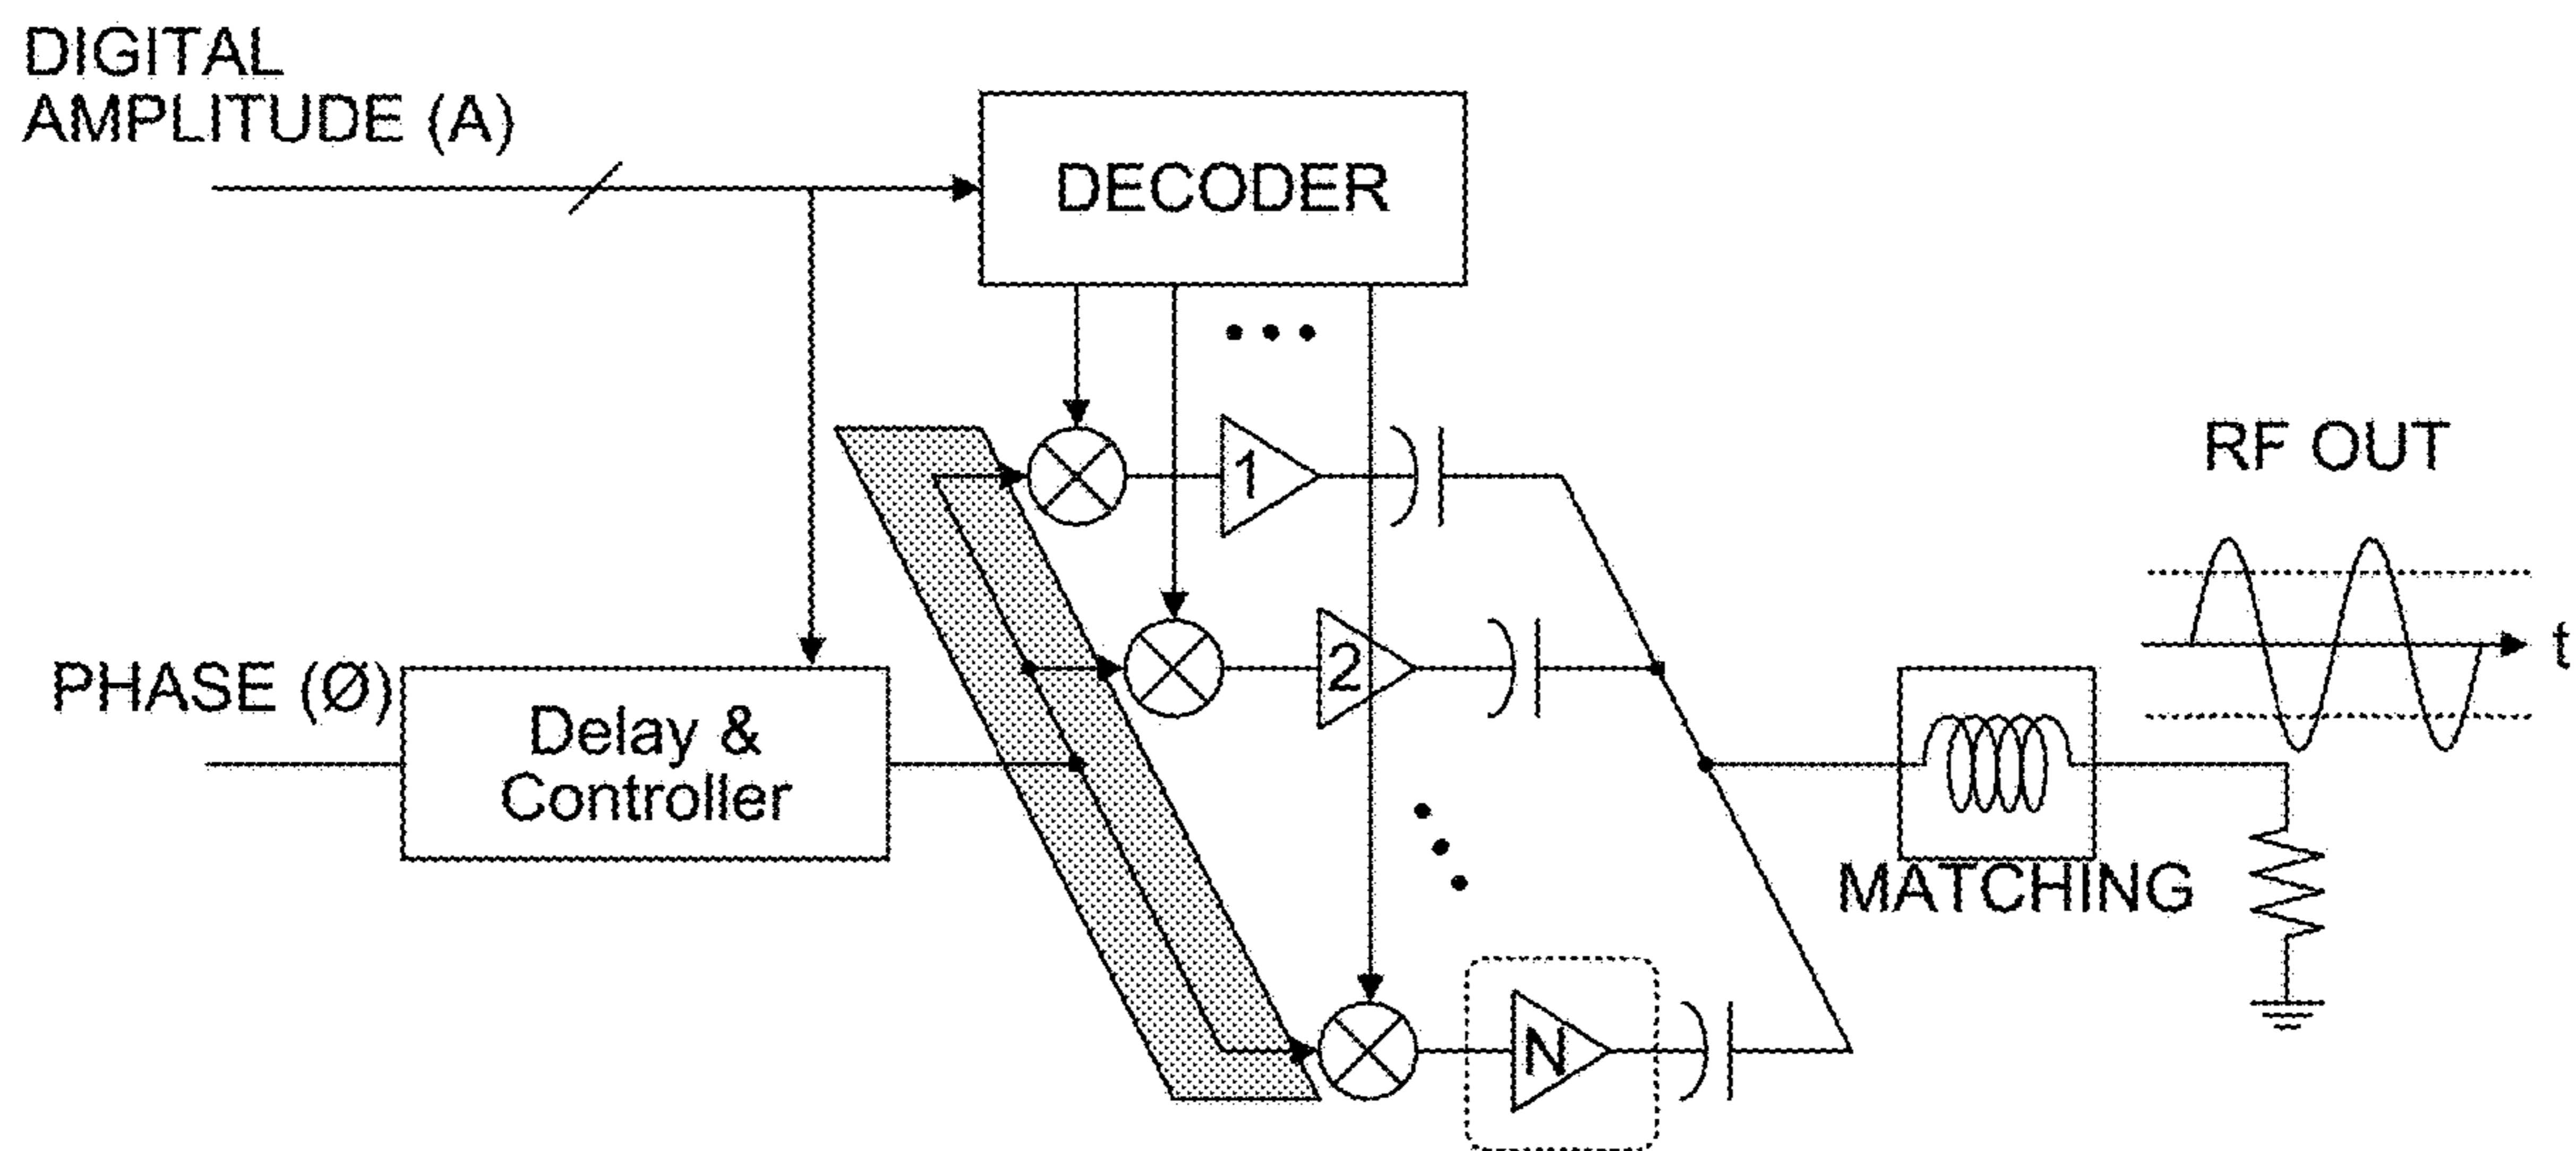 DIGITAL
AMPLITUDE (A)
DECODER
1
RF OUT
2
t
PHASE (Ø)
Delay &
Controller
MATCHING
N